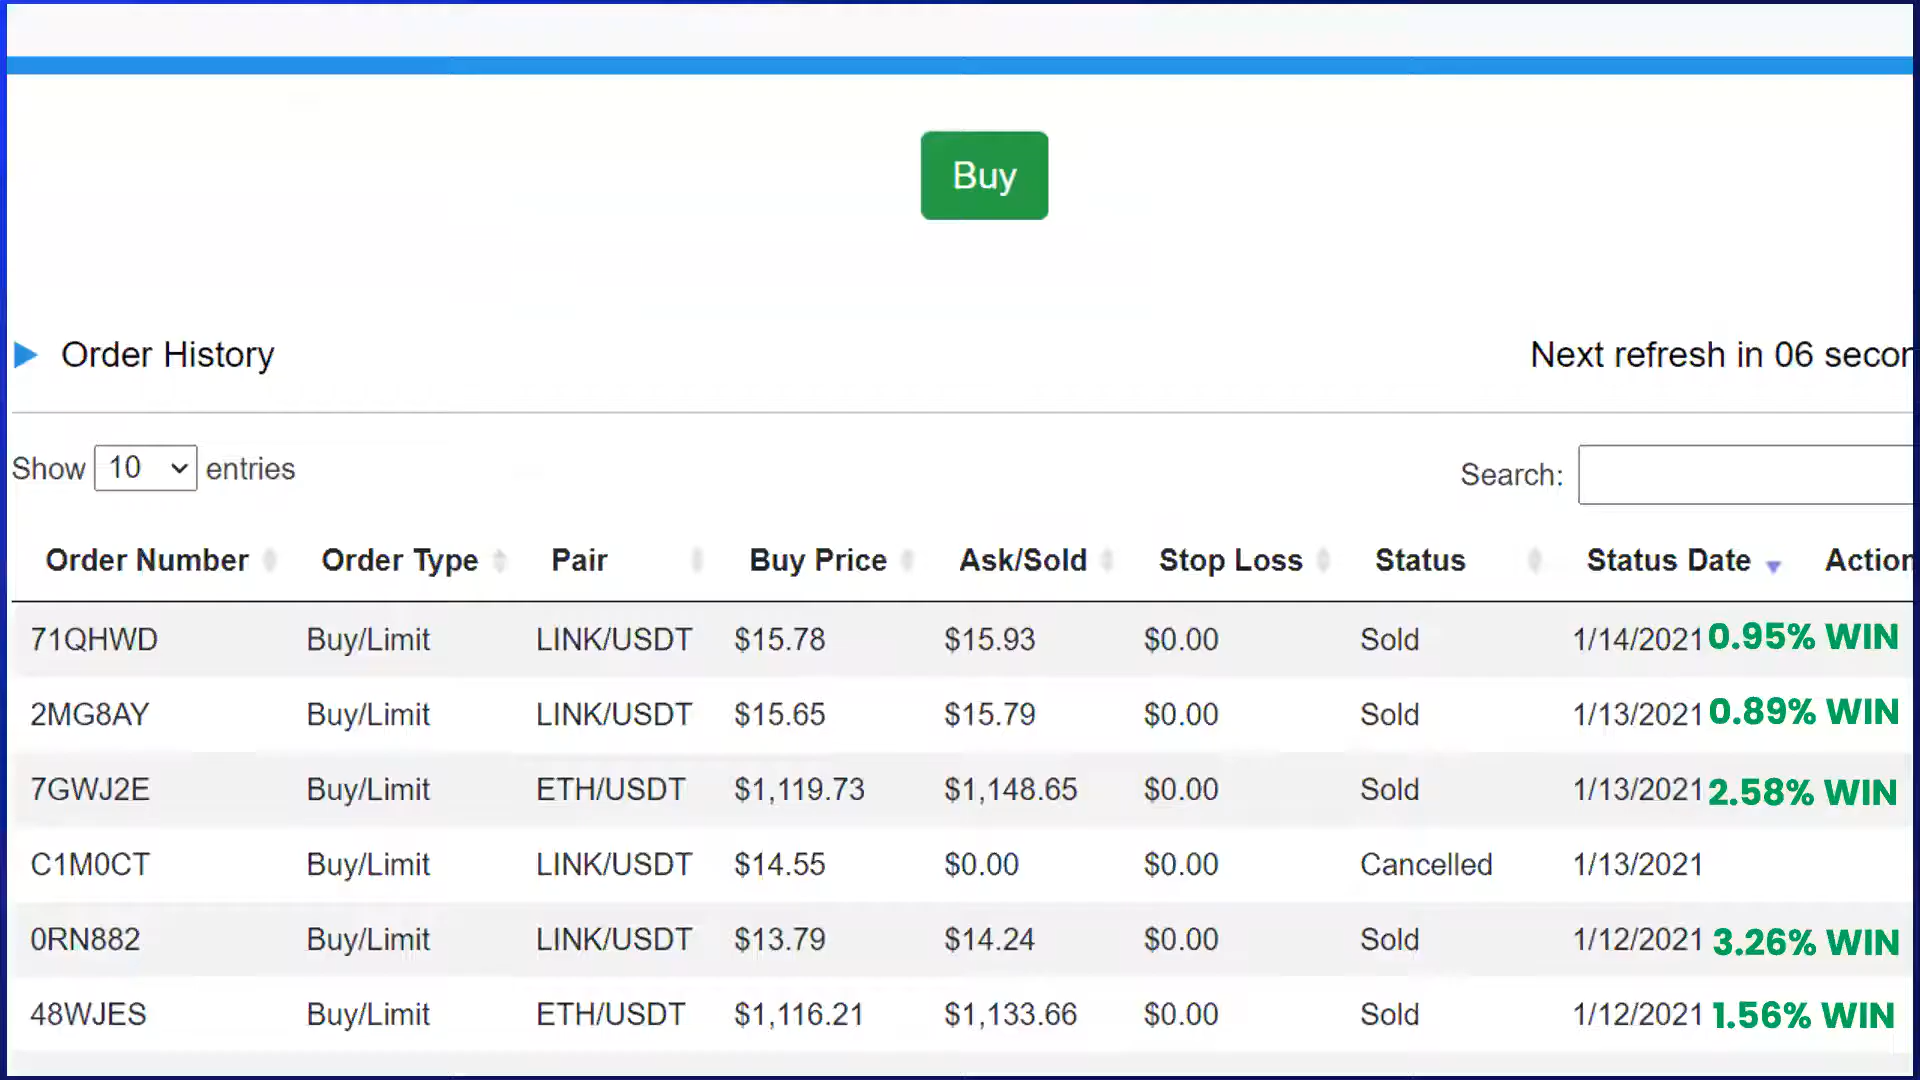 Buy
Order History Next refresh in 06 secon
Show 10 entries Search:
Order Number Order Type Pair Buy Price Ask/Sold Stop Loss Status Status Date Action
71QHWD Buy/Limit LINK/USDT $15.78 $15.93 $0.00 Sold 1/14/2021 0.95% WIN
2MG8AY Buy/Limit LINK/USDT $15.65 $15.79 $0.00 Sold 1/13/2021 0.89% WIN
7GWJ2E Buy/Limit ETH/USDT $1,119.73 $1,148.65 $0.00 Sold 1/13/2021 2.58% WIN
C1M0CT Buy/Limit LINK/USDT $14.55 $0.00 $0.00 Cancelled 1/13/2021
0RN882 Buy/Limit LINK/USDT $13.79 $14.24 $0.00 Sold 1/12/2021 3.26% WIN
48WJES Buy/Limit ETH/USDT $1,116.21 $1,133.66 $0.00 Sold 1/12/2021 1.56% WIN